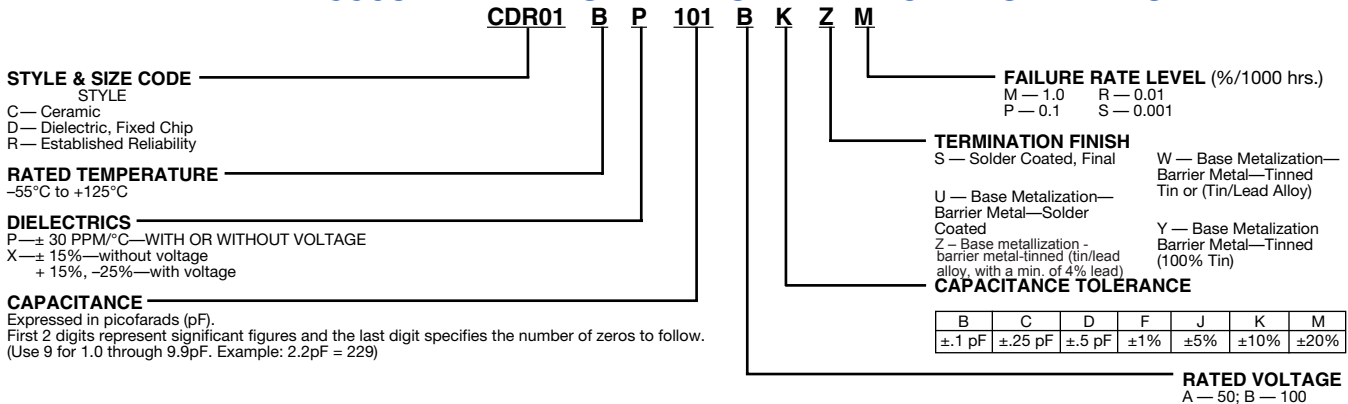 CDR01 B P 101 B K Z M
STYLE & SIZE CODE
STYLE
C— Ceramic
D— Dielectric, Fixed Chip
R— Established Reliability
RATED TEMPERATURE
–55°C to +125°C
DIELECTRICS
P—± 30 PPM/°C—WITH OR WITHOUT VOLTAGE
X—± 15%—without voltage
+ 15%, –25%—with voltage
CAPACITANCE
Expressed in picofarads (pF).
First 2 digits represent significant figures and the last digit specifies the number of zeros to follow.
(Use 9 for 1.0 through 9.9pF. Example: 2.2pF = 229)
FAILURE RATE LEVEL (%/1000 hrs.)
M — 1.0 R — 0.01
P — 0.1 S — 0.001
TERMINATION FINISH
S — Solder Coated, Final
U — Base Metalization—
Barrier Metal—Solder
Coated
Z – Base metallization -
barrier metal-tinned (tin/lead
alloy, with a min. of 4% lead)
W — Base Metalization—
Barrier Metal—Tinned
Tin or (Tin/Lead Alloy)
Y — Base Metalization
Barrier Metal—Tinned
(100% Tin)
CAPACITANCE TOLERANCE
B C D F J K M
±.1 pF ±.25 pF ±.5 pF ±1% ±5% ±10% ±20%
RATED VOLTAGE
A — 50; B — 100